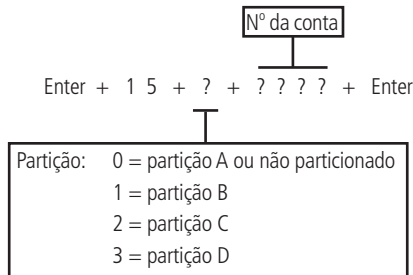 Nº da conta
Enter + 1 5 + ? + ? ? ? ? + Enter
Partição: 0 = partição A ou não particionado
1 = partição B
2 = partição C
3 = partição D